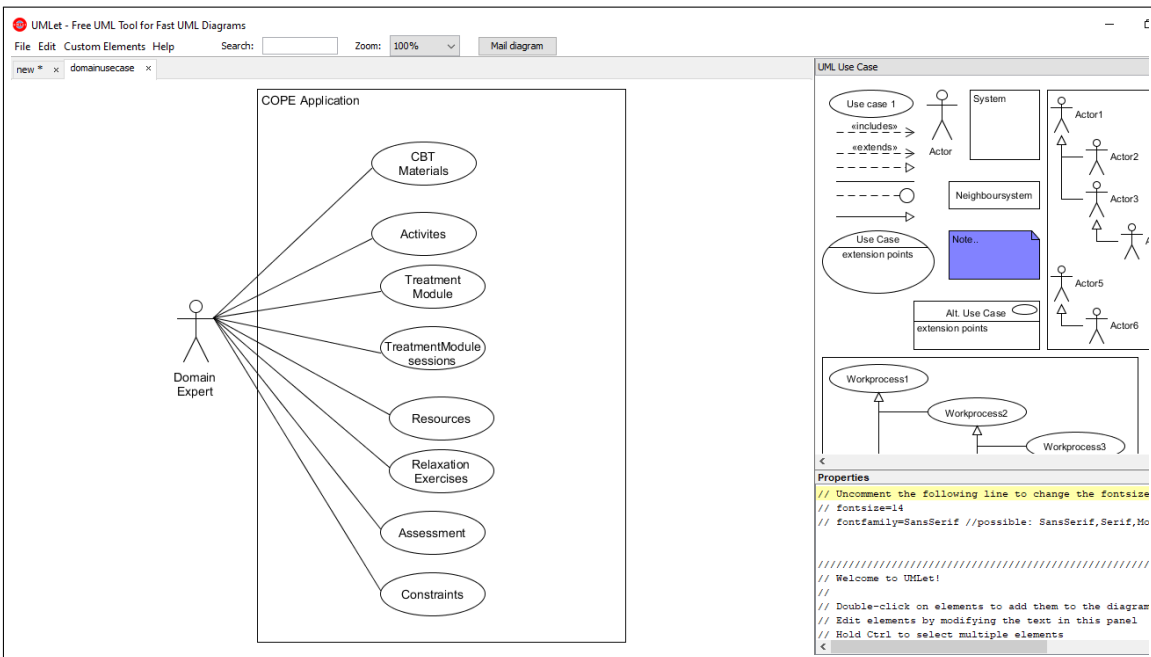 UMLet - Free UML Tool for Fast UML Diagrams
File Edit Custom Elements Help Search: Zoom: 100% Mail diagram
new * × domainusecase ×
COPE Application
CBT
Materials
Activites
Treatment
Module
TreatmentModule
sessions
Domain
Expert
Resources
Relaxation
Exercises
Assessment
Constraints
UML Use Case
Use case 1
«includes»
«extends»
Actor
System
Neighboursystem
Use Case
extension points
Note..
Alt. Use Case
extension points
Actor1
Actor2
Actor3
Actor5
Actor6
Workprocess1
Workprocess2
Workprocess3
Properties
// Uncomment the following line to change the fontsize
// fontsize=14
// fontfamily=SansSerif //possible: SansSerif,Serif,Mo
////////////////////////////////////////////////////////
// Welcome to UMLet!
//
// Double-click on elements to add them to the diagram
// Edit elements by modifying the text in this panel
// Hold Ctrl to select multiple elements